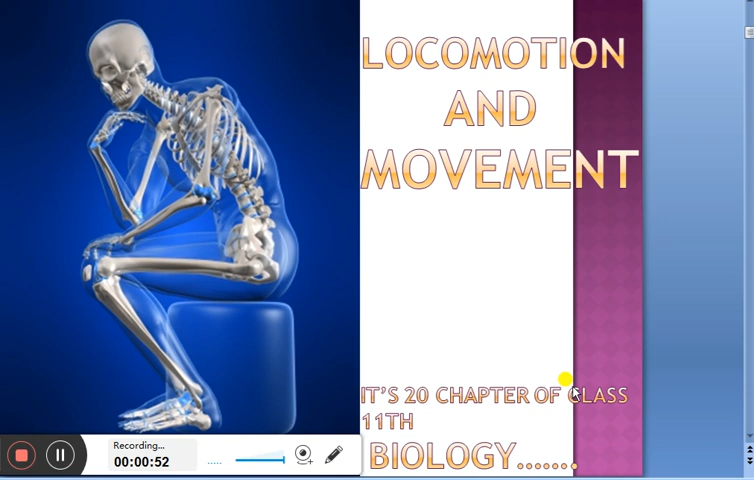 LOCOMOTION
AND
MOVEMENT
IT'S 20 CHAPTER OF CLASS
11TH
BIOLOGY.......
Recording...
00:00:52